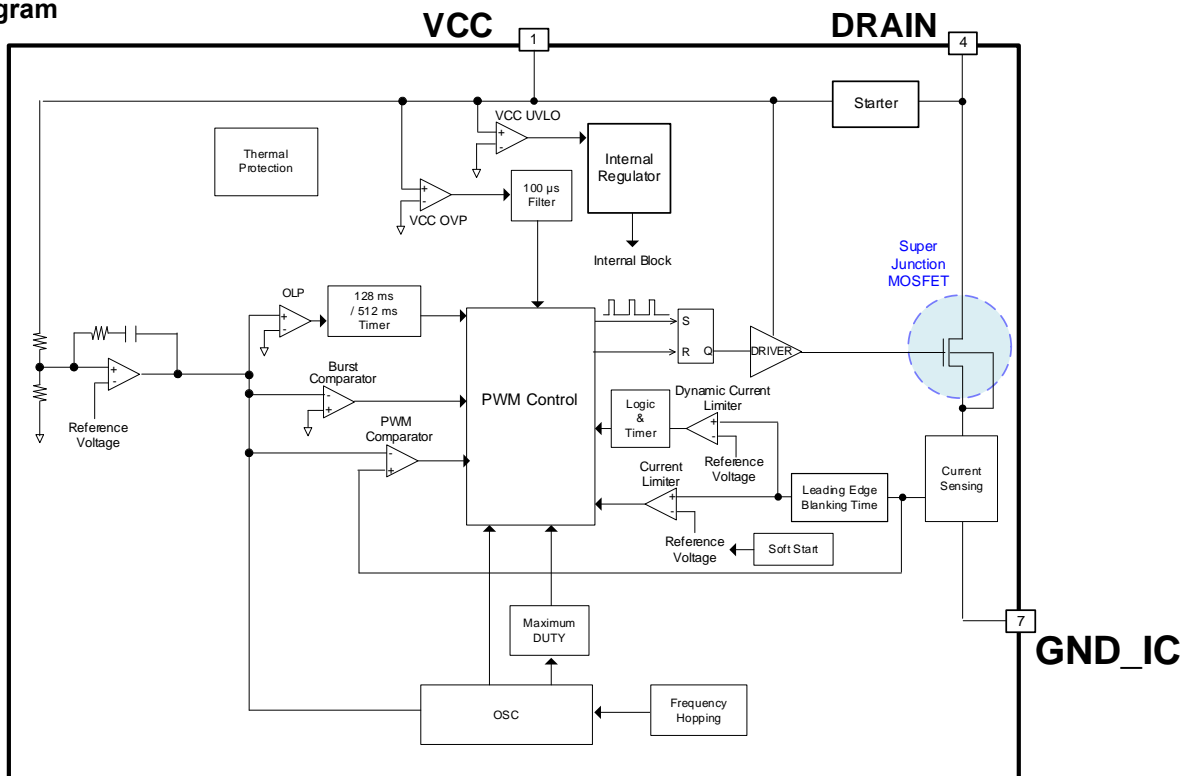 gram
VCC
DRAIN
1
4
Starter
VCC UVLO
+
-
Thermal
Protection
Internal
Regulator
100 µs
Filter
+
-
VCC OVP
Internal Block
Super
Junction
MOSFET
OLP
+
-
128 ms
/ 512 ms
Timer
S
R
Q
DRIVER
+
-
Reference
Voltage
Burst
Comparator
-
+
PWM Control
PWM
Comparator
-
+
Logic
&
Timer
Dynamic Current
Limiter
+
-
Reference
Voltage
Current
Limiter
+
-
Leading Edge
Blanking Time
Current
Sensing
Reference
Voltage
Soft Start
Maximum
DUTY
7
GND_IC
OSC
Frequency
Hopping